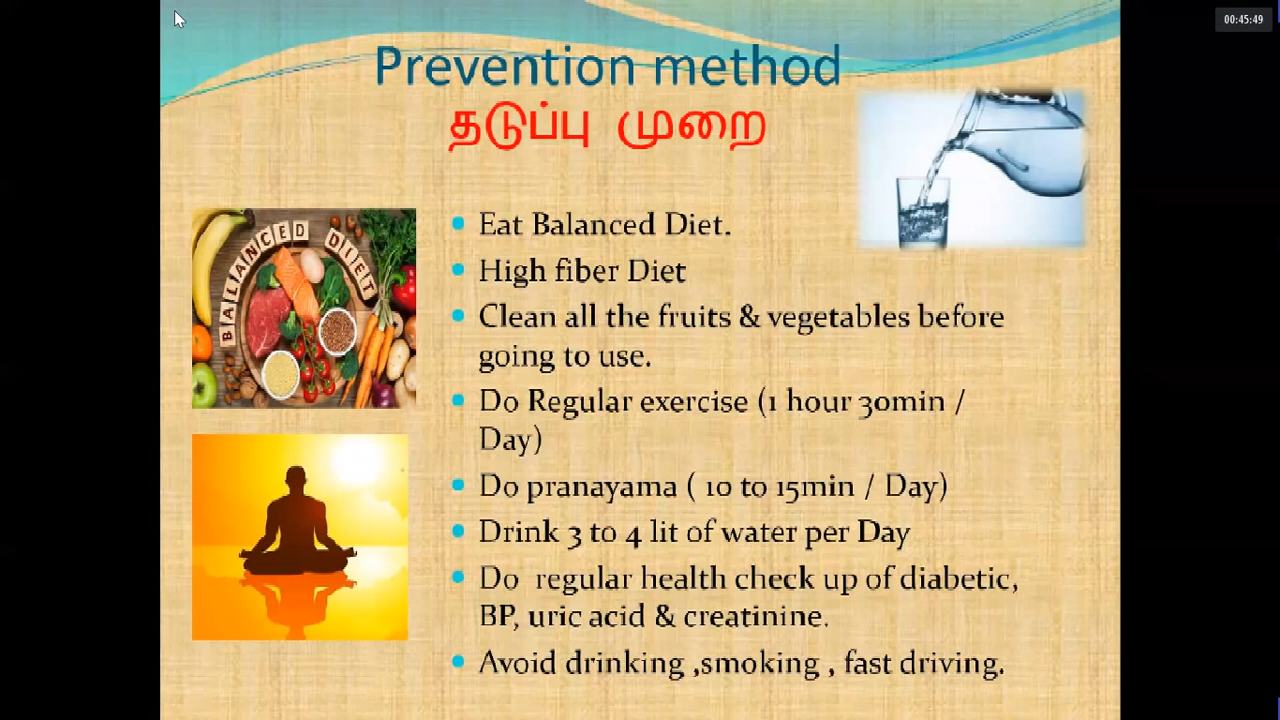 00:45:49
Prevention method
தடுப்பு முறை
BALANCED DIET
• Eat Balanced Diet.
• High fiber Diet
• Clean all the fruits & vegetables before
going to use.
• Do Regular exercise (1 hour 30min /
Day)
• Do pranayama ( 10 to 15min / Day)
• Drink 3 to 4 lit of water per Day
• Do regular health check up of diabetic,
BP, uric acid & creatinine.
• Avoid drinking ,smoking , fast driving.